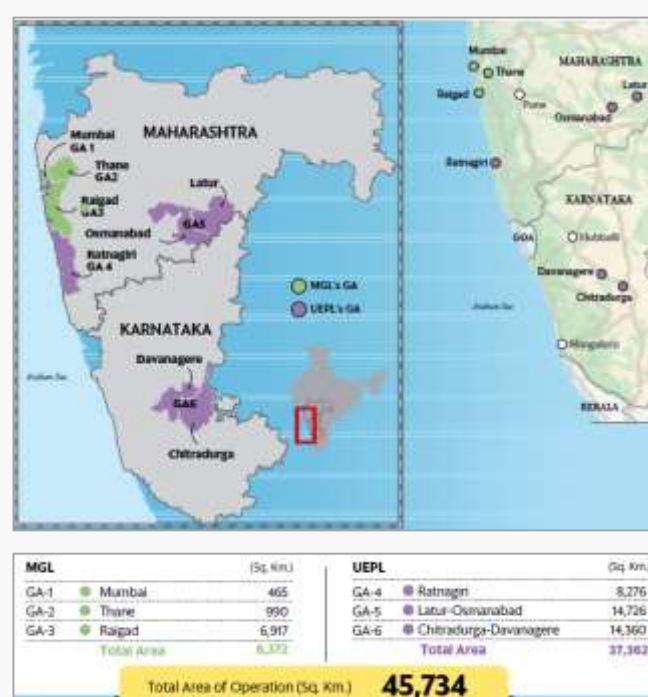 Mumbai
GA 1
MAHARASHTRA
Thane
GA2
Raigad
GA3
Latur
GA5
Osmanabad
Ratnagiri
GA 4
MGL's GA
UEPL's GA
KARNATAKA
Davanagere
GA6
Chitradurga
Arabian Sea
Mumbai
Thane
MAHARASHTRA
Raigad
Pune
Latur
Osmanabad
Ratnagiri
KARNATAKA
GOA
Hubballi
Davanagere
Chitradurga
Arabian Sea
Mangaluru
KERALA
MGL (Sq. Km.)
GA-1 Mumbai 465
GA-2 Thane 990
GA-3 Raigad 6,917
Total Area
UEPL (Sq. Km.
GA-4 Ratnagiri 8,276
GA-5 Latur-Osmanabad 14,726
GA-6 Chitradurga-Davanagere 14,360
Total Area 37,362
Total Area of Operation (Sq. Km.) 45,734